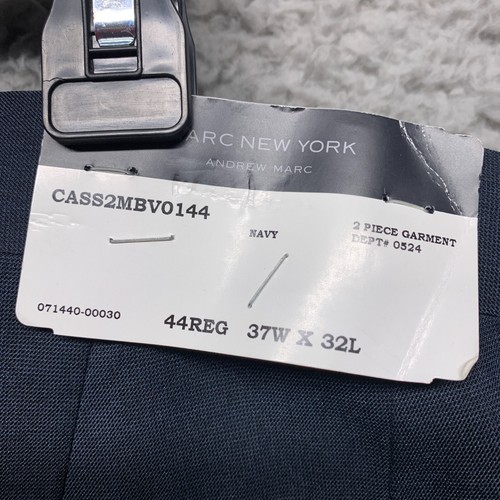 ARC NEW YORK
ANDREW MARC
CASS2MBV0144
NAVY
2 PIECE GARMENT
DEPT# 0524
071440-00030
44REG 37W X 32L